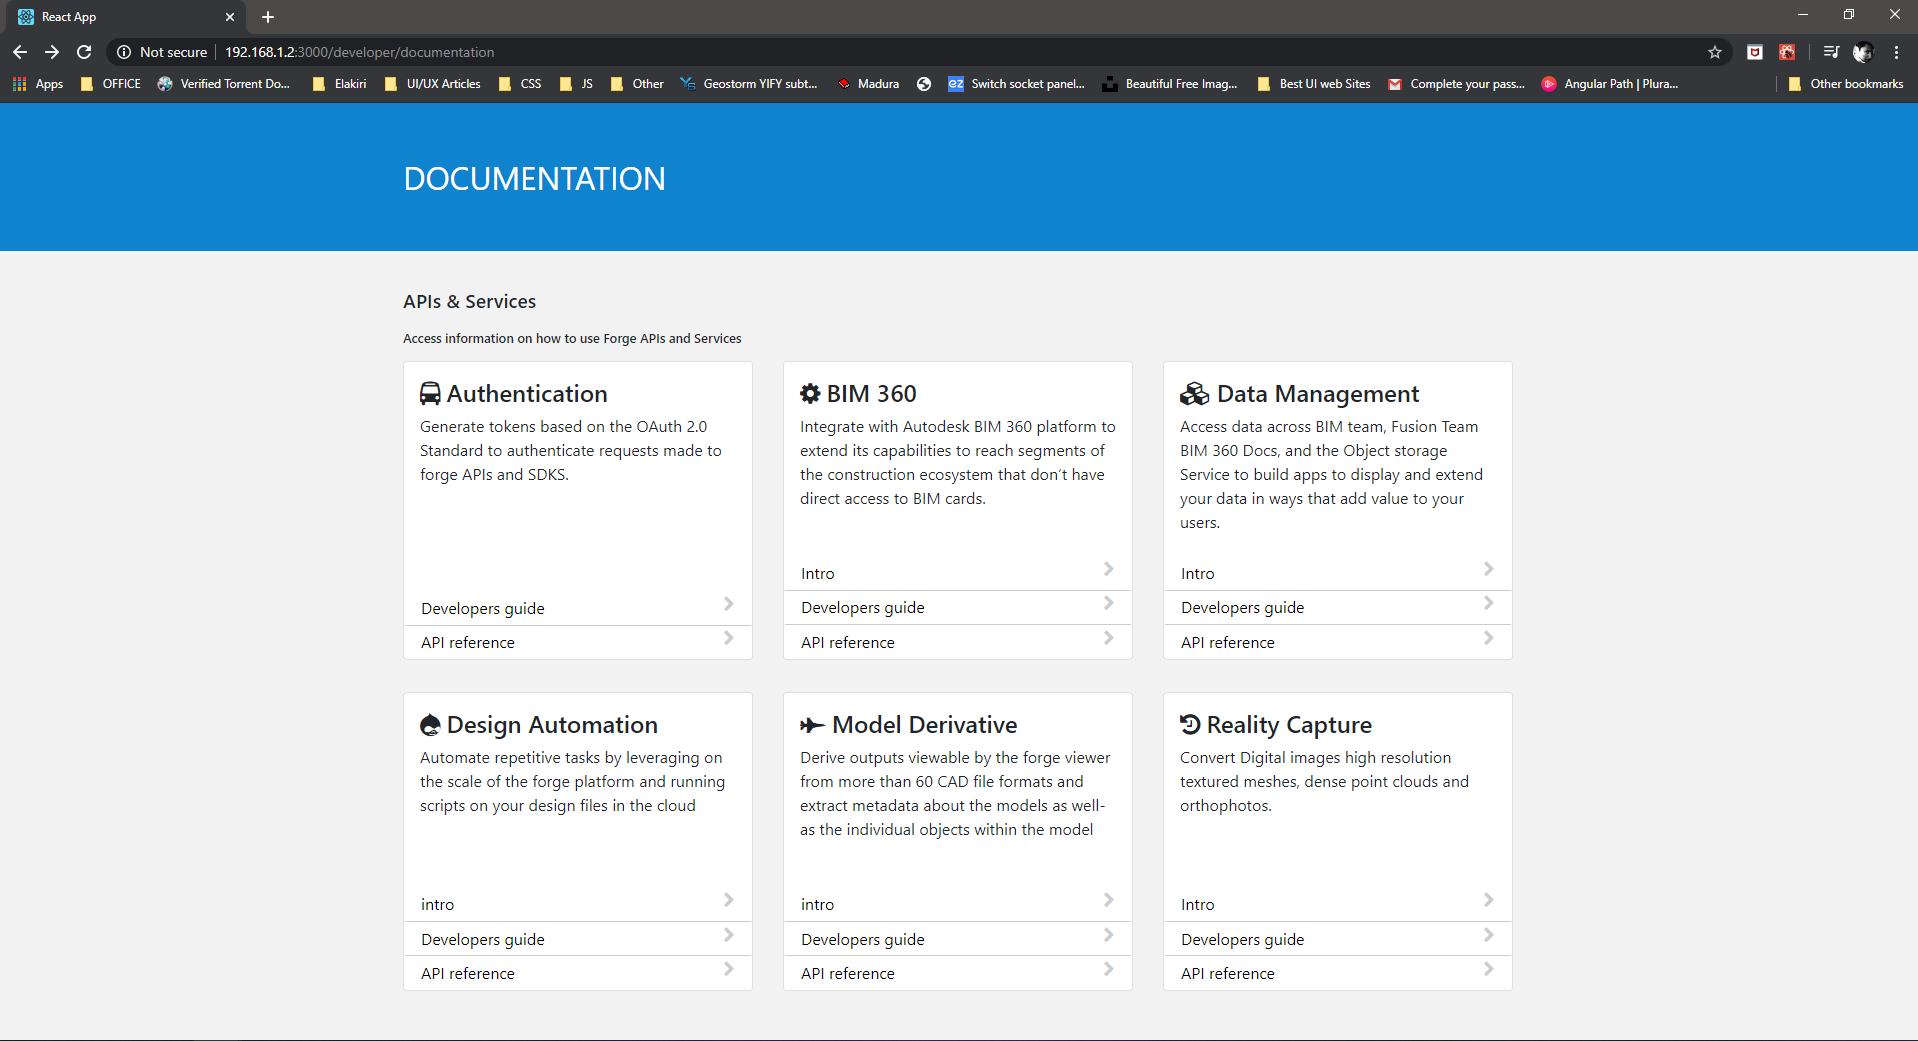 React App
Not secure 192.168.1.2:3000/developer/documentation
Apps OFFICE Verified Torrent Do... Elakiri UI/UX Articles CSS JS Other Geostorm YIFY subt... Madura ez Switch socket panel... Beautiful Free Imag... Best UI web Sites Complete your pass... Angular Path | Plura... Other bookmarks
DOCUMENTATION
APIs & Services
Access information on how to use Forge APIs and Services
Authentication
Generate tokens based on the OAuth 2.0
Standard to authenticate requests made to
forge APIs and SDKS.
Developers guide
API reference
BIM 360
Integrate with Autodesk BIM 360 platform to
extend its capabilities to reach segments of
the construction ecosystem that don't have
direct access to BIM cards.
Intro
Developers guide
API reference
Data Management
Access data across BIM team, Fusion Team
BIM 360 Docs, and the Object storage
Service to build apps to display and extend
your data in ways that add value to your
users.
Intro
Developers guide
API reference
Design Automation
Automate repetitive tasks by leveraging on
the scale of the forge platform and running
scripts on your design files in the cloud
intro
Developers guide
API reference
Model Derivative
Derive outputs viewable by the forge viewer
from more than 60 CAD file formats and
extract metadata about the models as well-
as the individual objects within the model
intro
Developers guide
API reference
Reality Capture
Convert Digital images high resolution
textured meshes, dense point clouds and
orthophotos.
Intro
Developers guide
API reference